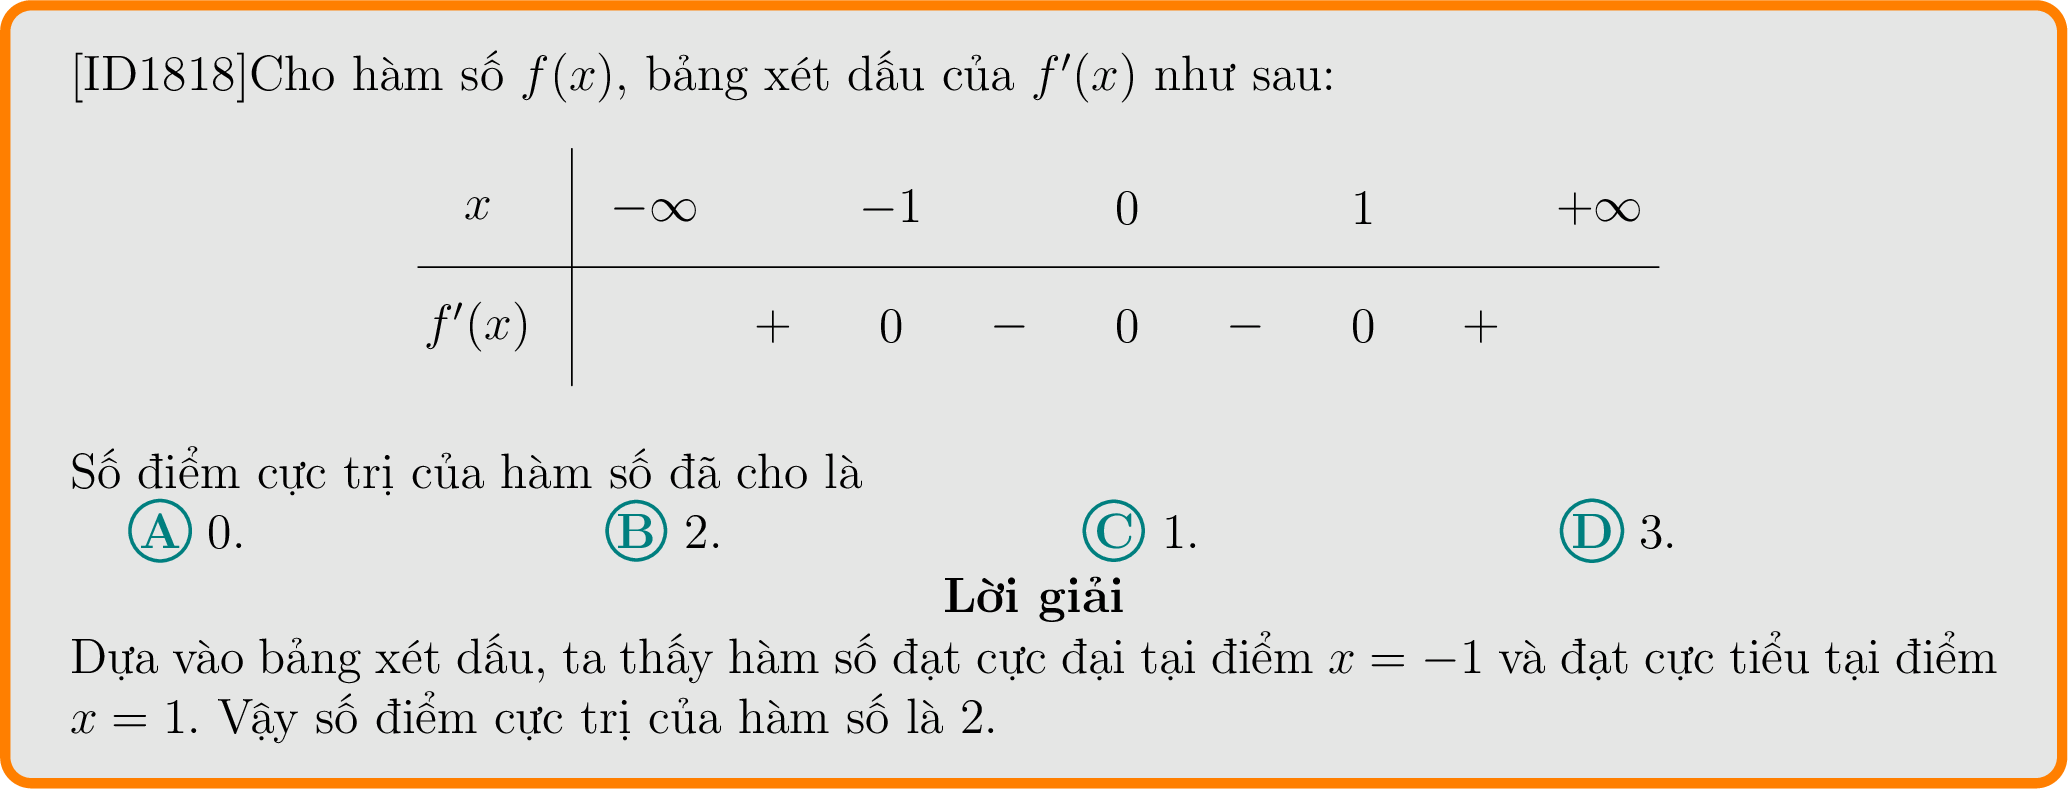 [ID1818]Cho hàm số f(x), bảng xét dấu của f′(x) như sau:
x −∞ −1 0 1 +∞
f′(x) + 0 − 0 − 0 +
Số điểm cực trị của hàm số đã cho là
A 0. B 2. C 1. D 3.
Lời giải
Dựa vào bảng xét dấu, ta thấy hàm số đạt cực đại tại điểm x = −1 và đạt cực tiểu tại điểm
x = 1. Vậy số điểm cực trị của hàm số là 2.